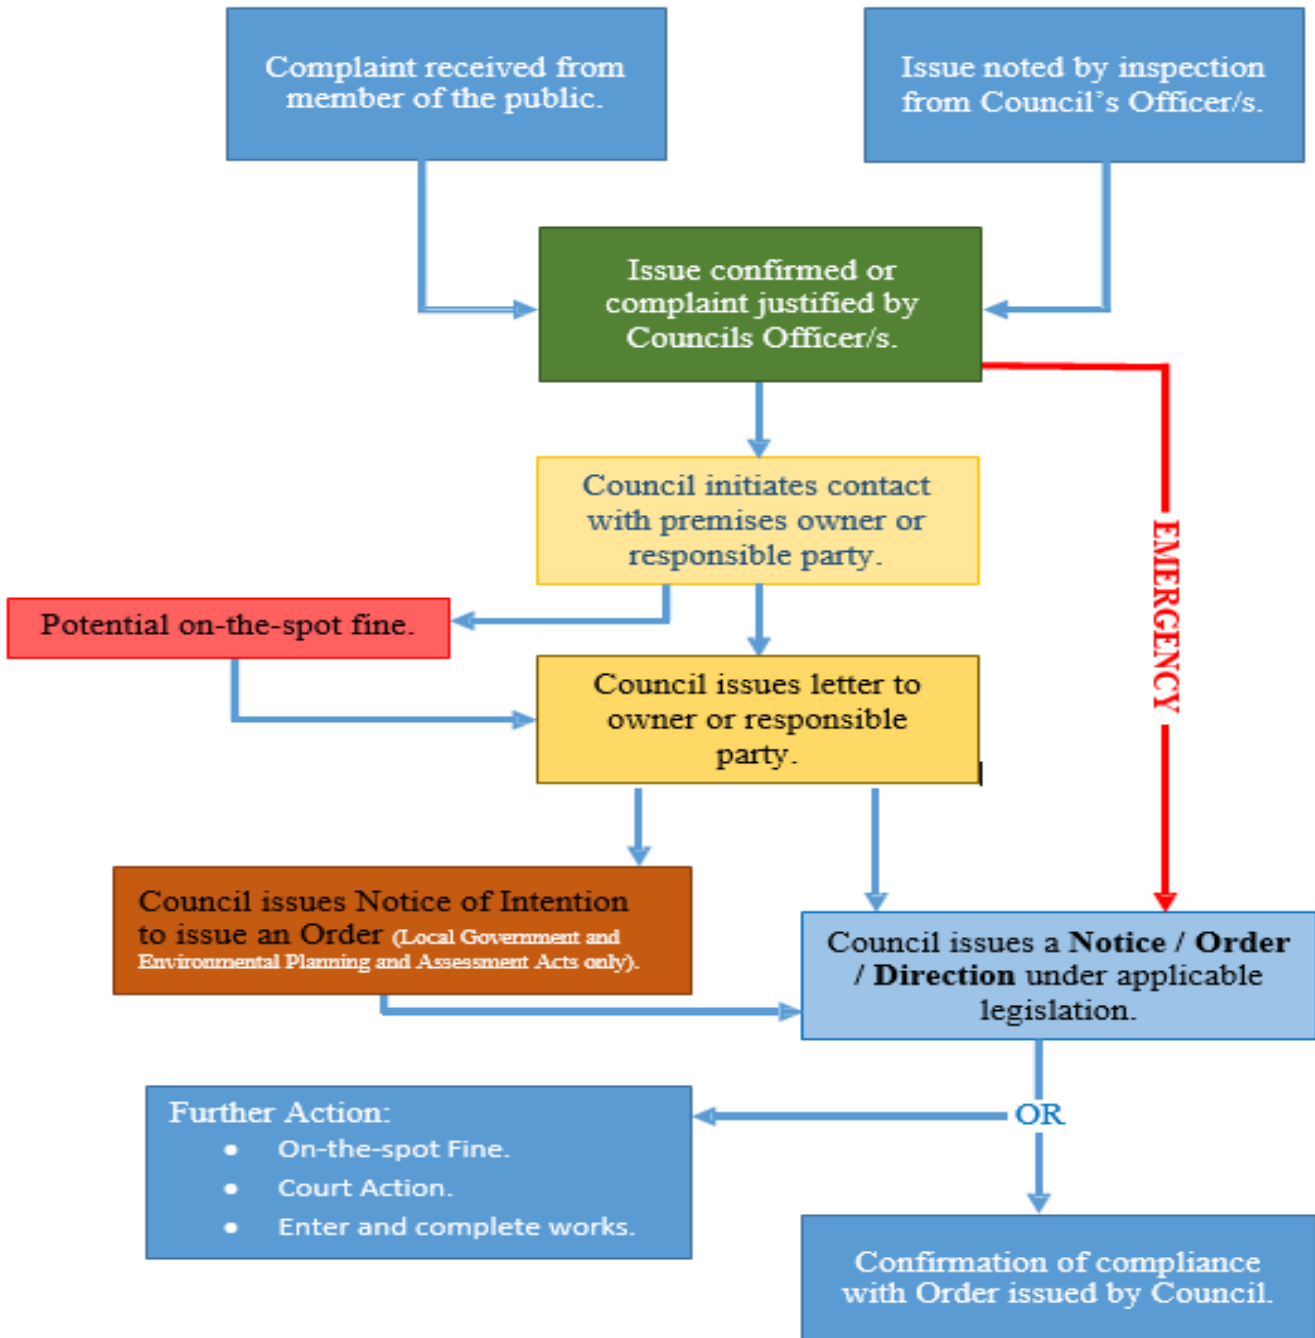 Complaint received from
member of the public.
Issue noted by inspection
from Council’s Officer/s.
Issue confirmed or
complaint justified by
Councils Officer/s.
Council initiates contact
with premises owner or
responsible party.
EMERGENCY
Potential on-the-spot fine.
Council issues letter to
owner or responsible
party.
Council issues Notice of Intention
to issue an Order (Local Government and
Environmental Planning and Assessment Acts only).
Council issues a Notice / Order
/ Direction under applicable
legislation.
OR
Further Action:
• On-the-spot Fine.
• Court Action.
• Enter and complete works.
Confirmation of compliance
with Order issued by Council.